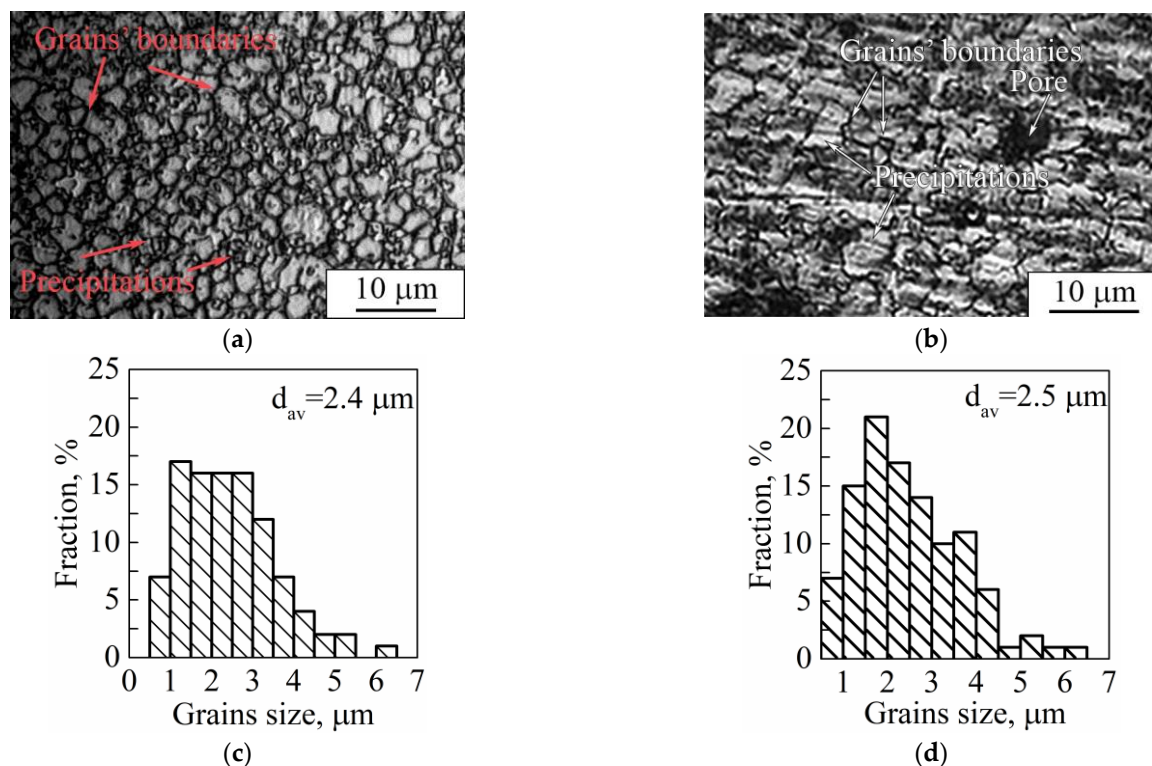 Grains' boundaries
Precipitations
10 μm
(a)
Grains' boundaries
Pore
Precipitations
10 μm
(b)
25
20
15
10
5
0
Fraction, %
d_av=2.4 μm
0 1 2 3 4 5 6 7
Grains size, μm
(c)
25
20
15
10
5
0
Fraction, %
d_av=2.5 μm
1 2 3 4 5 6 7
Grains size, μm
(d)